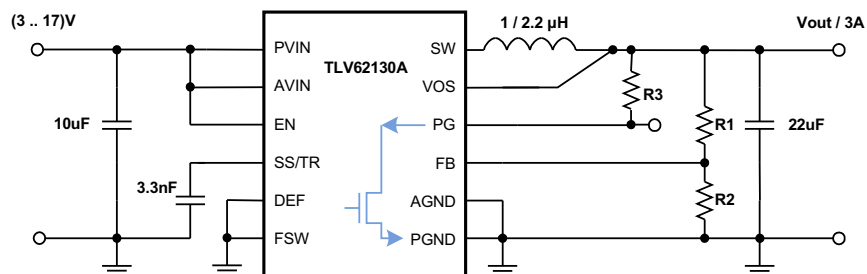 (3 .. 17)V
1 / 2.2 µH
Vout / 3A
TLV62130A
PVIN
AVIN
EN
SS/TR
DEF
FSW
SW
VOS
PG
FB
AGND
PGND
10uF
3.3nF
R3
R1
R2
22uF